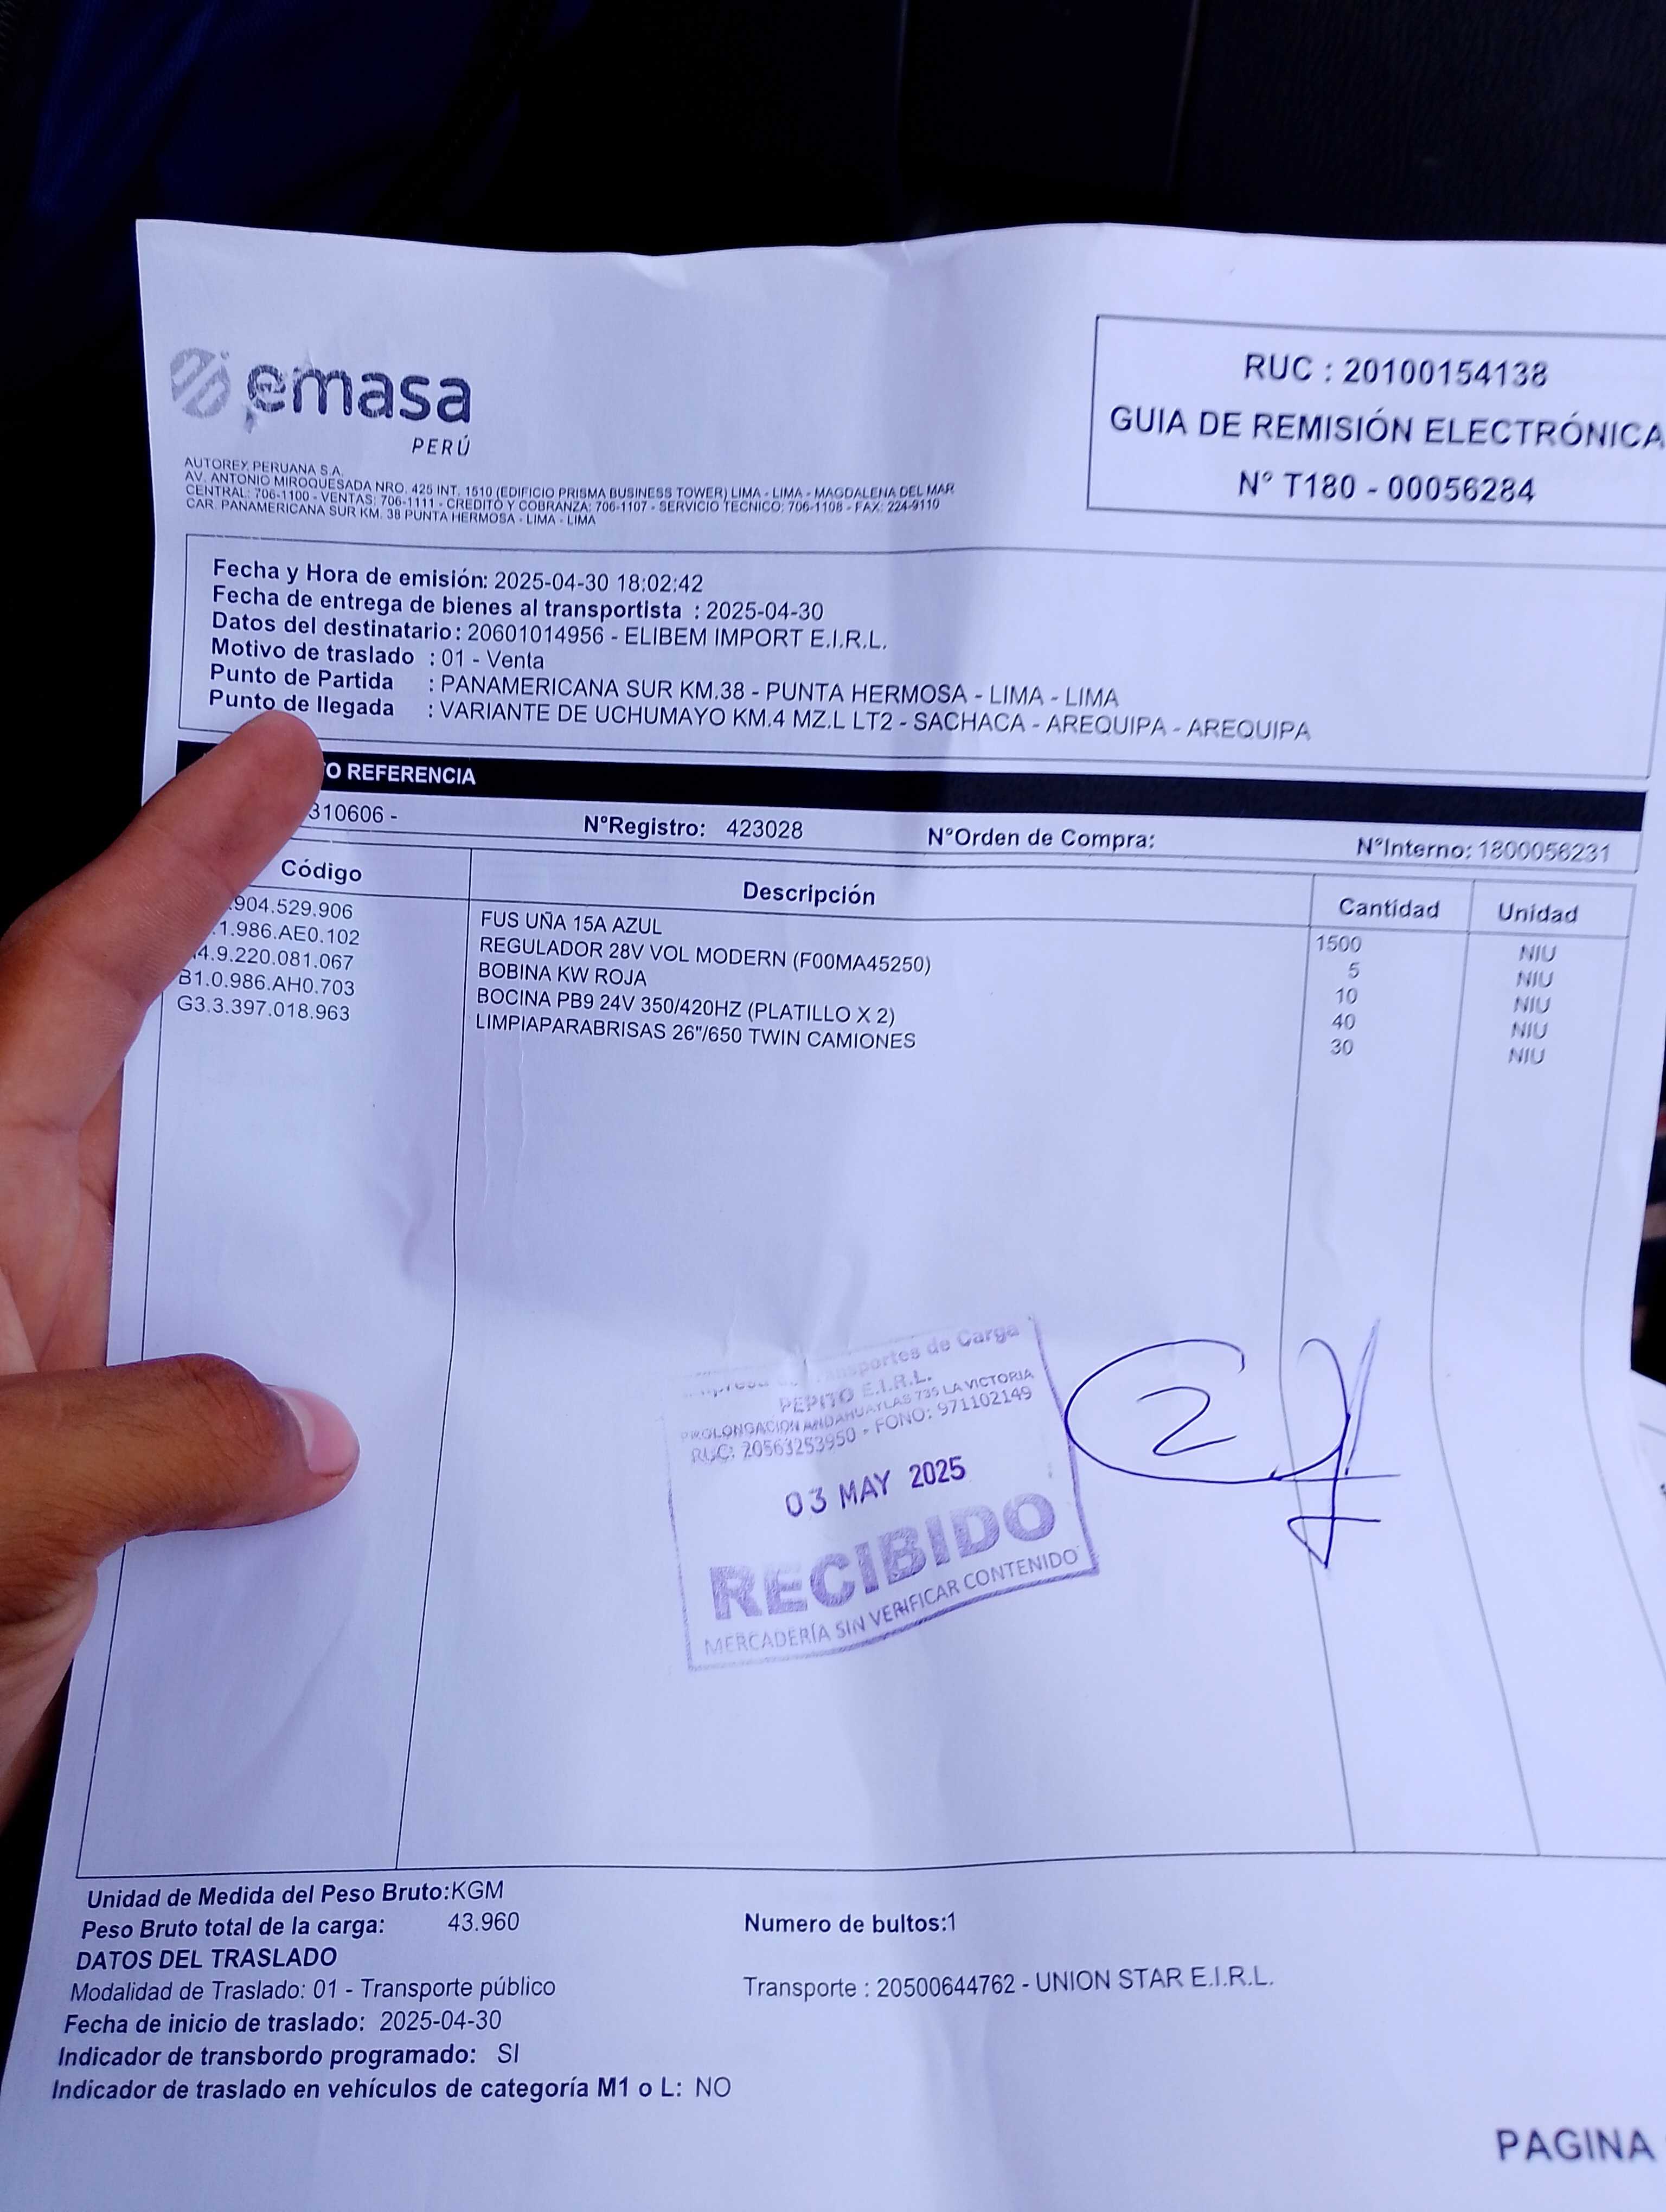 emasa
PERÚ
RUC : 20100154138
GUIA DE REMISIÓN ELECTRÓNICA
N° T180 - 00056284
AUTOREX PERUANA S.A.
AV. ANTONIO MIROQUESADA NRO. 425 INT. 1510 (EDIFICIO PRISMA BUSINESS TOWER) LIMA - LIMA - MAGDALENA DEL MAR
CENTRAL: 706-1100 - VENTAS: 706-1111 - CREDITO Y COBRANZA: 706-1107 - SERVICIO TECNICO: 706-1108 - FAX: 224-9110
CAR. PANAMERICANA SUR KM. 38 PUNTA HERMOSA - LIMA - LIMA
Fecha y Hora de emisión: 2025-04-30 18:02:42
Fecha de entrega de bienes al transportista : 2025-04-30
Datos del destinatario : 20601014956 - ELIBEM IMPORT E.I.R.L.
Motivo de traslado : 01 - Venta
Punto de Partida : PANAMERICANA SUR KM.38 - PUNTA HERMOSA - LIMA - LIMA
Punto de llegada : VARIANTE DE UCHUMAYO KM.4 MZ.L LT2 - SACHACA - AREQUIPA - AREQUIPA
TO REFERENCIA
310606 - N°Registro: 423028 N°Orden de Compra: N°Interno: 1800056231
Código Descripción Cantidad Unidad
.904.529.906 FUS UÑA 15A AZUL 1500 NIU
.1.986.AE0.102 REGULADOR 28V VOL MODERN (F00MA45250) 5 NIU
4.9.220.081.067 BOBINA KW ROJA 10 NIU
B1.0.986.AH0.703 BOCINA PB9 24V 350/420HZ (PLATILLO X 2) 40 NIU
G3.3.397.018.963 LIMPIAPARABRISAS 26"/650 TWIN CAMIONES 30 NIU
Empresa de Transportes de Carga
PEPITO E.I.R.L.
PROLONGACION ANDAHUAYLAS 735 LA VICTORIA
RUC: 20563253950 - FONO: 971102149
03 MAY 2025
RECIBIDO
MERCADERÍA SIN VERIFICAR CONTENIDO
2
Unidad de Medida del Peso Bruto:KGM
Peso Bruto total de la carga: 43.960 Numero de bultos:1
DATOS DEL TRASLADO
Modalidad de Traslado: 01 - Transporte público Transporte : 20500644762 - UNION STAR E.I.R.L.
Fecha de inicio de traslado: 2025-04-30
Indicador de transbordo programado: SI
Indicador de traslado en vehículos de categoría M1 o L: NO
PAGINA